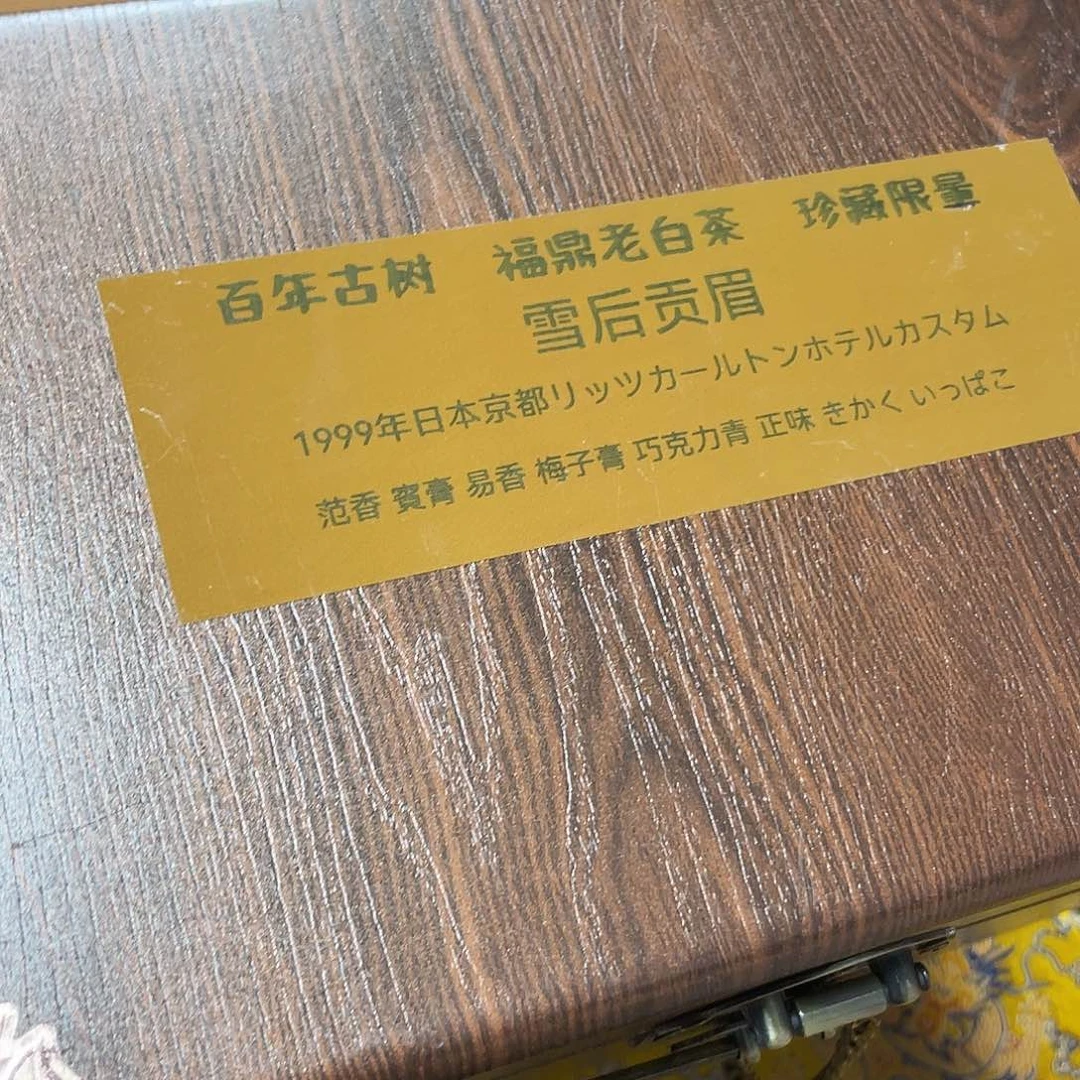 百年古树 福鼎老白茶 珍藏限量
雪后贡眉
1999年日本京都リッツカールトンホテルカスタム
范香 賓膏 易香 梅子膏 巧克力青 正味 きかく いっぱこ